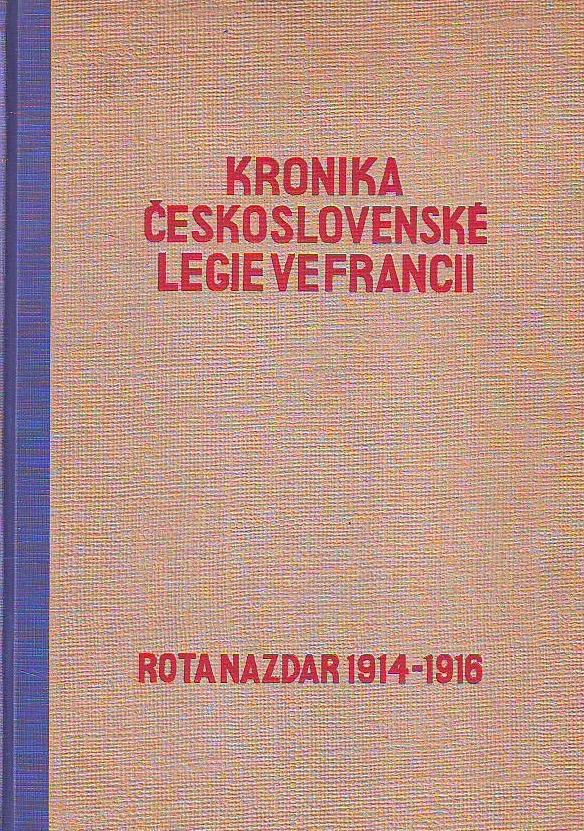 KRONIKA
ČESKOSLOVENSKÉ
LEGIE VE FRANCII
ROTA NAZDAR 1914-1916